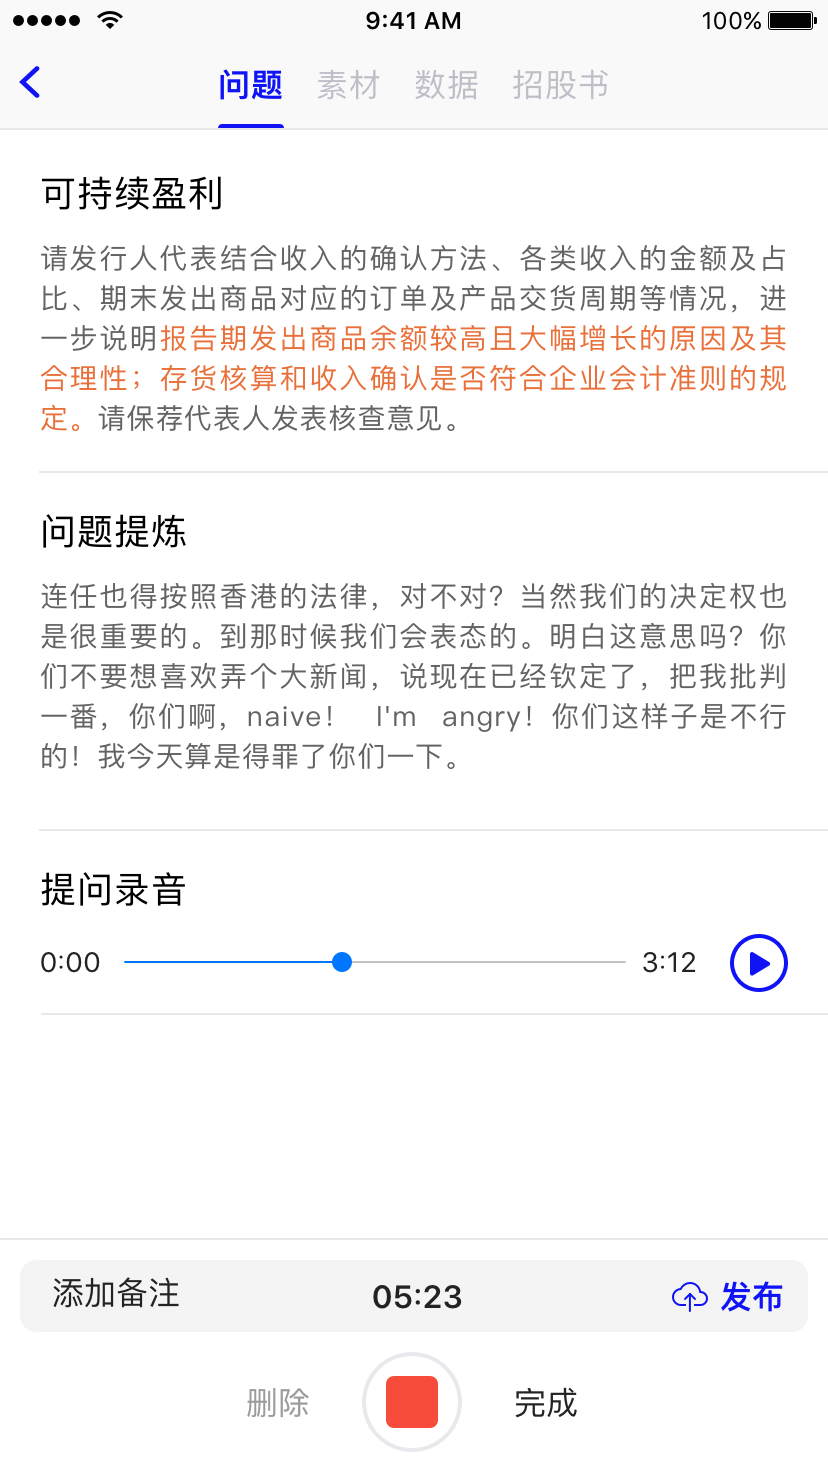 9:41 AM
100%
问题 素材 数据 招股书
可持续盈利
请发行人代表结合收入的确认方法、各类收入的金额及占
比、期末发出商品对应的订单及产品交货周期等情况，进
一步说明报告期发出商品余额较高且大幅增长的原因及其
合理性；存货核算和收入确认是否符合企业会计准则的规
定。请保荐代表人发表核查意见。
问题提炼
连任也得按照香港的法律，对不对？当然我们的决定权也
是很重要的。到那时候我们会表态的。明白这意思吗？你
们不要想喜欢弄个大新闻，说现在已经钦定了，把我批判
一番，你们啊，naive！ I'm angry！你们这样子是不行
的！我今天算是得罪了你们一下。
提问录音
0:00 3:12
添加备注 05:23 发布
删除 完成